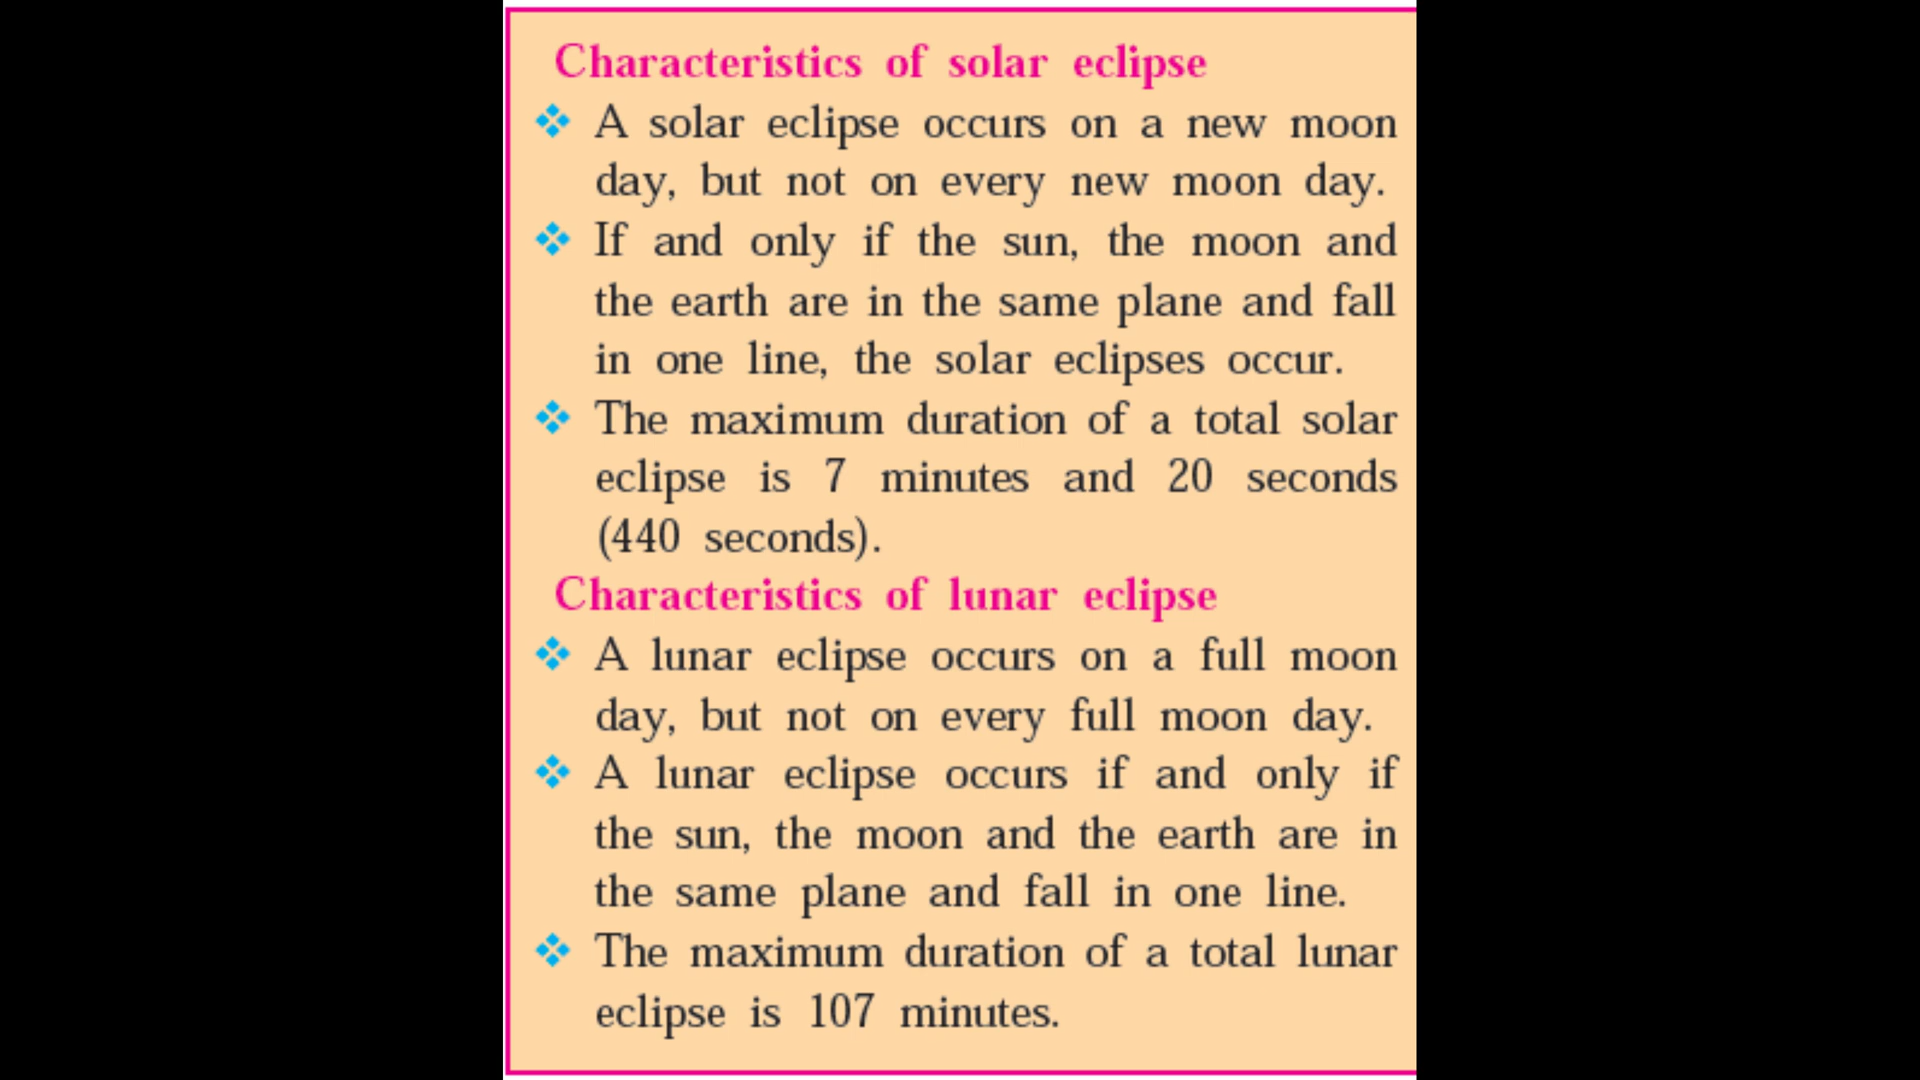 Characteristics of solar eclipse
❖ A solar eclipse occurs on a new moon
day, but not on every new moon day.
❖ If and only if the sun, the moon and
the earth are in the same plane and fall
in one line, the solar eclipses occur.
❖ The maximum duration of a total solar
eclipse is 7 minutes and 20 seconds
(440 seconds).
Characteristics of lunar eclipse
❖ A lunar eclipse occurs on a full moon
day, but not on every full moon day.
❖ A lunar eclipse occurs if and only if
the sun, the moon and the earth are in
the same plane and fall in one line.
❖ The maximum duration of a total lunar
eclipse is 107 minutes.